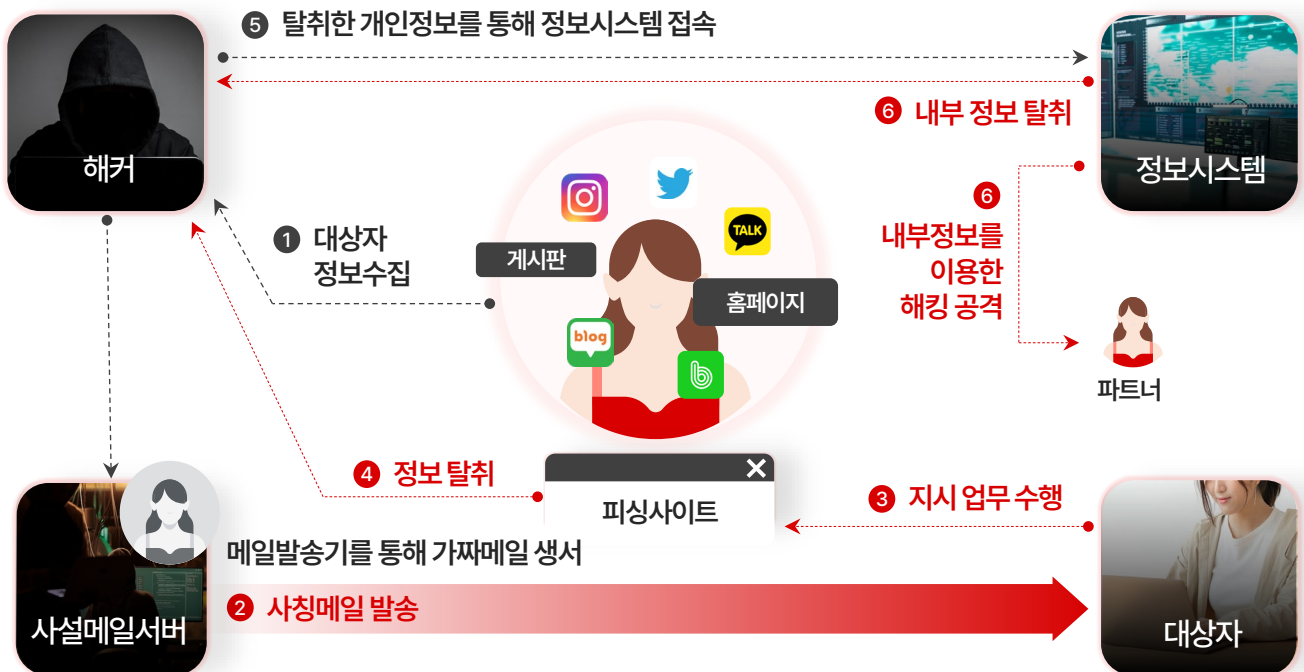 5 탈취한 개인정보를 통해 정보시스템 접속
6 내부 정보 탈취
해커
정보시스템
TALK
1 대상자
정보수집
게시판
홈페이지
blog
6
내부정보를
이용한
해킹 공격
파트너
4 정보 탈취
피싱사이트
3 지시 업무 수행
메일발송기를 통해 가짜메일 생서
2 사칭메일 발송
사설메일서버
대상자